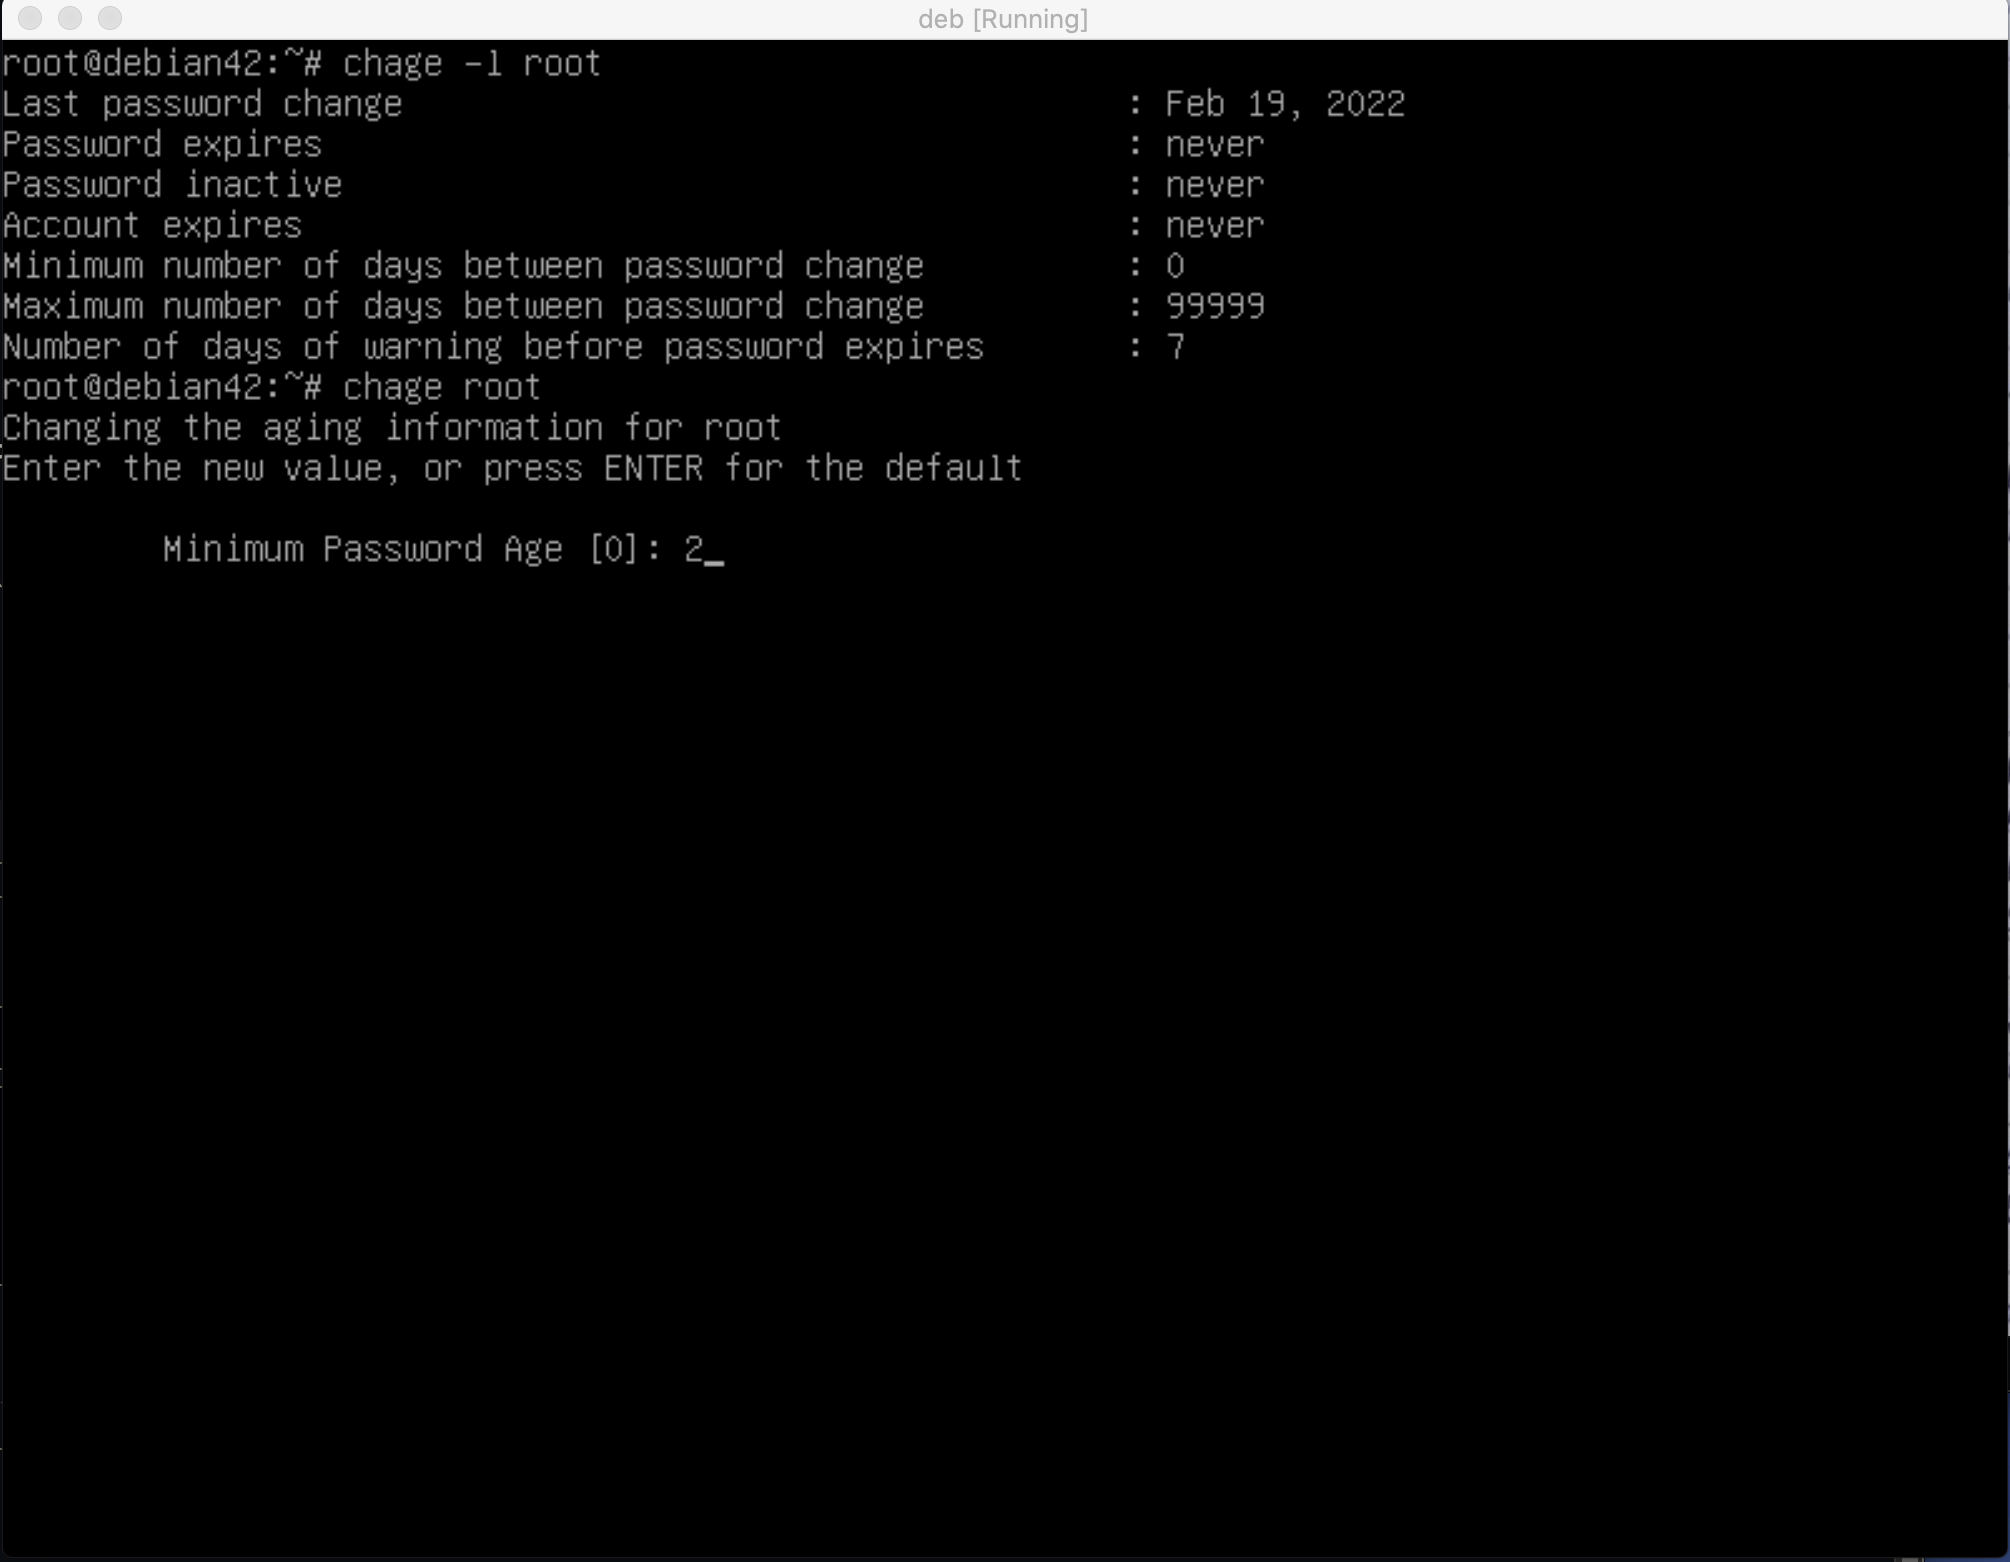 deb [Running]
root@debian42:~# chage -l root
Last password change : Feb 19, 2022
Password expires : never
Password inactive : never
Account expires : never
Minimum number of days between password change : 0
Maximum number of days between password change : 99999
Number of days of warning before password expires : 7
root@debian42:~# chage root
Changing the aging information for root
Enter the new value, or press ENTER for the default
Minimum Password Age [0]: 2_